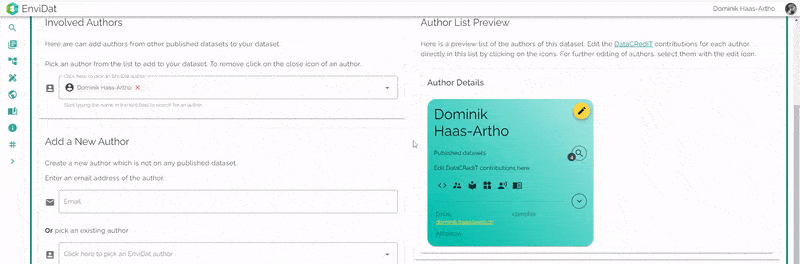 EnviDat
Dominik Haas-Artho
Involved Authors
Here are can add authors from other published datasets to your dataset.
Pick an author from the list to add to your dataset. To remove click on the close icon of an author.
Click here to pick an EnviDat author
Dominik Haas-Artho
Start typing the name in the text field to search for an author.
Add a New Author
Create a new author which is not on any published dataset.
Enter an email address of the author.
Email
Or pick an existing author
Click here to pick an EnviDat author
Author List Preview
Here is a preview list of the authors of this dataset. Edit the DataCRedIT contributions for each author
directly in this list by clicking on the icons. For further editing of authors, select them with the edit icon.
Author Details
Dominik
Haas-Artho
Published datasets
4
Edit DataCRediT contributions here
Email
Identifier
Affiliation